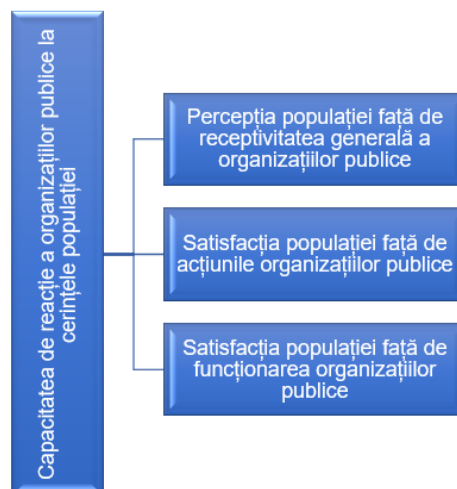 Capacitatea de reacție a organizațiilor publice la
cerințele populației
Percepția populației față de
receptivitatea generală a
organizațiilor publice
Satisfacția populației față de
acțiunile organizațiilor publice
Satisfacția populației față de
funcționarea organizațiilor
publice